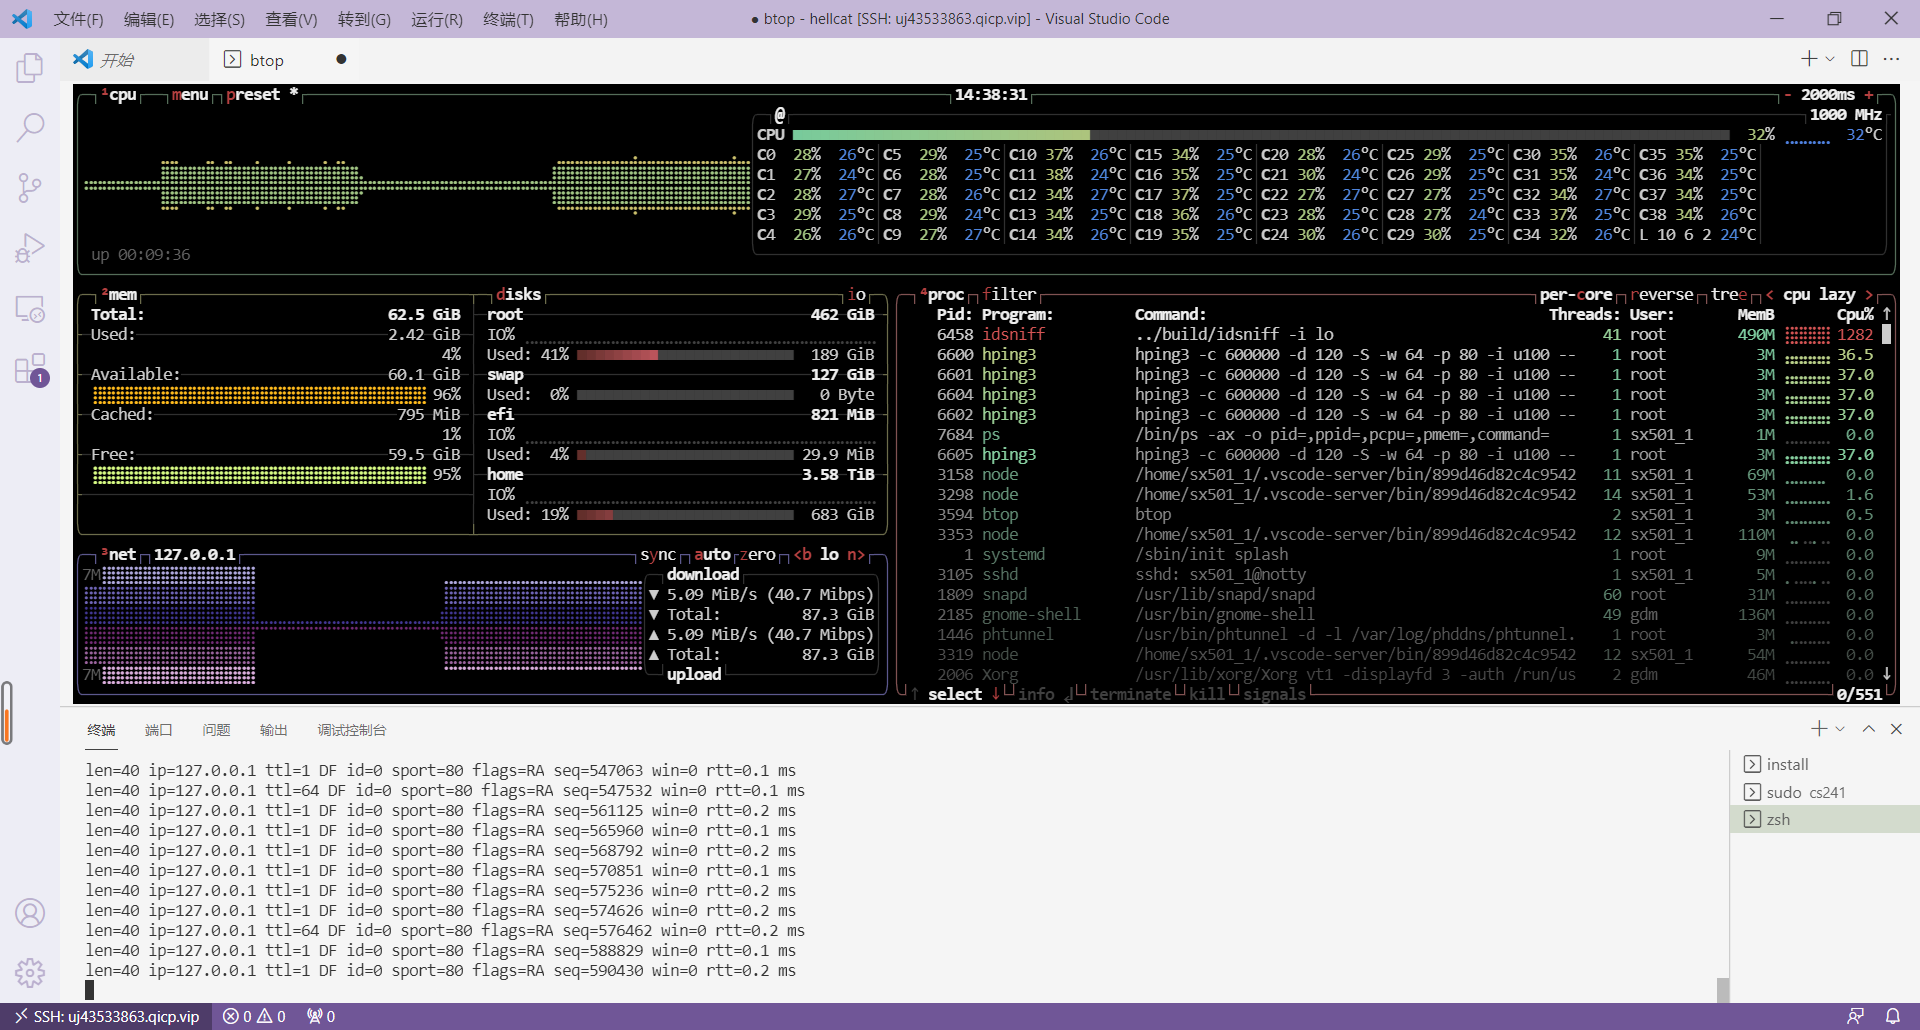 文件(F) 编辑(E) 选择(S) 查看(V) 转到(G) 运行(R) 终端(T) 帮助(H) ● btop - hellcat [SSH: uj43533863.qicp.vip] - Visual Studio Code
开始 btop ●
¹cpu menu preset * 14:38:31 - 2000ms +
@ 1000 MHz
CPU 32% 32°C
C0 28% 26°C C5 29% 25°C C10 37% 26°C C15 34% 25°C C20 28% 26°C C25 29% 25°C C30 35% 26°C C35 35% 25°C
C1 27% 24°C C6 28% 25°C C11 38% 24°C C16 35% 25°C C21 30% 24°C C26 29% 25°C C31 35% 24°C C36 34% 25°C
C2 28% 27°C C7 28% 26°C C12 34% 27°C C17 37% 25°C C22 27% 27°C C27 27% 25°C C32 34% 27°C C37 34% 25°C
C3 29% 25°C C8 29% 24°C C13 34% 25°C C18 36% 26°C C23 28% 25°C C28 27% 24°C C33 37% 25°C C38 34% 26°C
C4 26% 26°C C9 27% 27°C C14 34% 26°C C19 35% 25°C C24 30% 26°C C29 30% 25°C C34 32% 26°C L 10 6 2 24°C
up 00:09:36
²mem
Total: 62.5 GiB
Used: 2.42 GiB
4%
Available: 60.1 GiB
96%
Cached: 795 MiB
1%
Free: 59.5 GiB
95%
disks io
root 462 GiB
IO%
Used: 41% 189 GiB
swap 127 GiB
Used: 0% 0 Byte
efi 821 MiB
IO%
Used: 4% 29.9 MiB
home 3.58 TiB
IO%
Used: 19% 683 GiB
³net 127.0.0.1 sync auto zero <b lo n>
7M
7M
download
▼ 5.09 MiB/s (40.7 Mibps)
▼ Total: 87.3 GiB
▲ 5.09 MiB/s (40.7 Mibps)
▲ Total: 87.3 GiB
upload
⁴proc filter per-core reverse tree < cpu lazy >
Pid: Program: Command: Threads: User: MemB Cpu% ↑
6458 idsniff ../build/idsniff -i lo 41 root 490M 1282
6600 hping3 hping3 -c 600000 -d 120 -S -w 64 -p 80 -i u100 -- 1 root 3M 36.5
6601 hping3 hping3 -c 600000 -d 120 -S -w 64 -p 80 -i u100 -- 1 root 3M 37.0
6604 hping3 hping3 -c 600000 -d 120 -S -w 64 -p 80 -i u100 -- 1 root 3M 37.0
6602 hping3 hping3 -c 600000 -d 120 -S -w 64 -p 80 -i u100 -- 1 root 3M 37.0
7684 ps /bin/ps -ax -o pid=,ppid=,pcpu=,pmem=,command= 1 sx501_1 1M 0.0
6605 hping3 hping3 -c 600000 -d 120 -S -w 64 -p 80 -i u100 -- 1 root 3M 37.0
3158 node /home/sx501_1/.vscode-server/bin/899d46d82c4c9542 11 sx501_1 69M 0.0
3298 node /home/sx501_1/.vscode-server/bin/899d46d82c4c9542 14 sx501_1 53M 1.6
3594 btop btop 2 sx501_1 3M 0.5
3353 node /home/sx501_1/.vscode-server/bin/899d46d82c4c9542 12 sx501_1 110M 0.0
1 systemd /sbin/init splash 1 root 9M 0.0
3105 sshd sshd: sx501_1@notty 1 sx501_1 5M 0.0
1809 snapd /usr/lib/snapd/snapd 60 root 31M 0.0
2185 gnome-shell /usr/bin/gnome-shell 49 gdm 136M 0.0
1446 phtunnel /usr/bin/phtunnel -d -l /var/log/phddns/phtunnel. 1 root 3M 0.0
3319 node /home/sx501_1/.vscode-server/bin/899d46d82c4c9542 12 sx501_1 54M 0.0
2006 Xorg /usr/lib/xorg/Xorg vt1 -displayfd 3 -auth /run/us 2 gdm 46M 0.0 ↓
↑ select ↓ info ↲ terminate kill signals 0/551
终端 端口 问题 输出 调试控制台
len=40 ip=127.0.0.1 ttl=1 DF id=0 sport=80 flags=RA seq=547063 win=0 rtt=0.1 ms
len=40 ip=127.0.0.1 ttl=64 DF id=0 sport=80 flags=RA seq=547532 win=0 rtt=0.1 ms
len=40 ip=127.0.0.1 ttl=1 DF id=0 sport=80 flags=RA seq=561125 win=0 rtt=0.2 ms
len=40 ip=127.0.0.1 ttl=1 DF id=0 sport=80 flags=RA seq=565960 win=0 rtt=0.1 ms
len=40 ip=127.0.0.1 ttl=1 DF id=0 sport=80 flags=RA seq=568792 win=0 rtt=0.2 ms
len=40 ip=127.0.0.1 ttl=1 DF id=0 sport=80 flags=RA seq=570851 win=0 rtt=0.1 ms
len=40 ip=127.0.0.1 ttl=1 DF id=0 sport=80 flags=RA seq=575236 win=0 rtt=0.2 ms
len=40 ip=127.0.0.1 ttl=1 DF id=0 sport=80 flags=RA seq=574626 win=0 rtt=0.2 ms
len=40 ip=127.0.0.1 ttl=64 DF id=0 sport=80 flags=RA seq=576462 win=0 rtt=0.2 ms
len=40 ip=127.0.0.1 ttl=1 DF id=0 sport=80 flags=RA seq=588829 win=0 rtt=0.1 ms
len=40 ip=127.0.0.1 ttl=1 DF id=0 sport=80 flags=RA seq=590430 win=0 rtt=0.2 ms
install
sudo cs241
zsh
1
SSH: uj43533863.qicp.vip 0 0 0